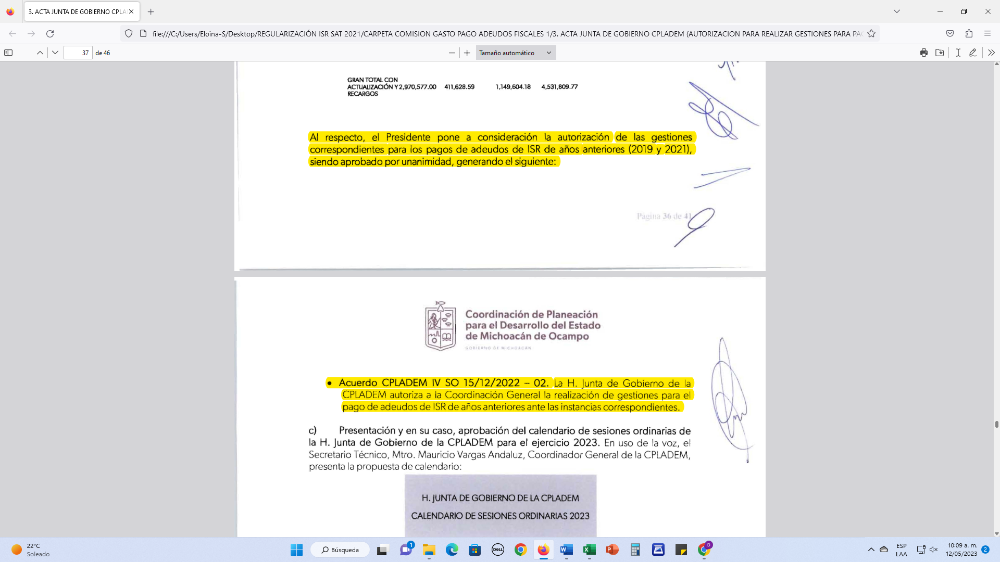 3. ACTA JUNTA DE GOBIERNO CPLA
file:///C:/Users/Eloina-S/Desktop/REGULARIZACIÓN ISR SAT 2021/CARPETA COMISION GASTO PAGO ADEUDOS FISCALES 1/3. ACTA JUNTA DE GOBIERNO CPLADEM (AUTORIZACION PARA REALIZAR GESTIONES PARA PAG
37 de 46
Tamaño automático
GRAN TOTAL CON
ACTUALIZACIÓN Y 2,970,577.00 411,628.59 1,149,604.18 4,531,809.77
RECARGOS
Al respecto, el Presidente pone a consideración la autorización de las gestiones
correspondientes para los pagos de adeudos de ISR de años anteriores (2019 y 2021),
siendo aprobado por unanimidad, generando el siguiente:
Pagina 36 de 41
Coordinación de Planeación
para el Desarrollo del Estado
de Michoacán de Ocampo
GOBIERNO DE MICHOACÁN
• Acuerdo CPLADEM IV SO 15/12/2022 – 02. La H. Junta de Gobierno de la
CPLADEM autoriza a la Coordinación General la realización de gestiones para el
pago de adeudos de ISR de años anteriores ante las instancias correspondientes.
c) Presentación y en su caso, aprobación del calendario de sesiones ordinarias de
la H. Junta de Gobierno de la CPLADEM para el ejercicio 2023. En uso de la voz, el
Secretario Técnico, Mtro. Mauricio Vargas Andaluz, Coordinador General de la CPLADEM,
presenta la propuesta de calendario:
H. JUNTA DE GOBIERNO DE LA CPLADEM
CALENDARIO DE SESIONES ORDINARIAS 2023
22°C
Soleado
Búsqueda
1
DELL
D
ESP
LAA
10:09 a. m.
12/05/2023
2